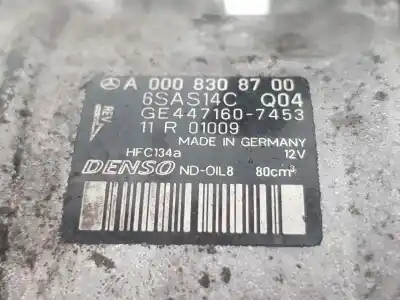 A 000 830 87 00
6SAS14C Q04
REV.
GE447160-7453
11 R 01009
MADE IN GERMANY
HFC134a 12V
DENSO ND-OIL8 80cm³